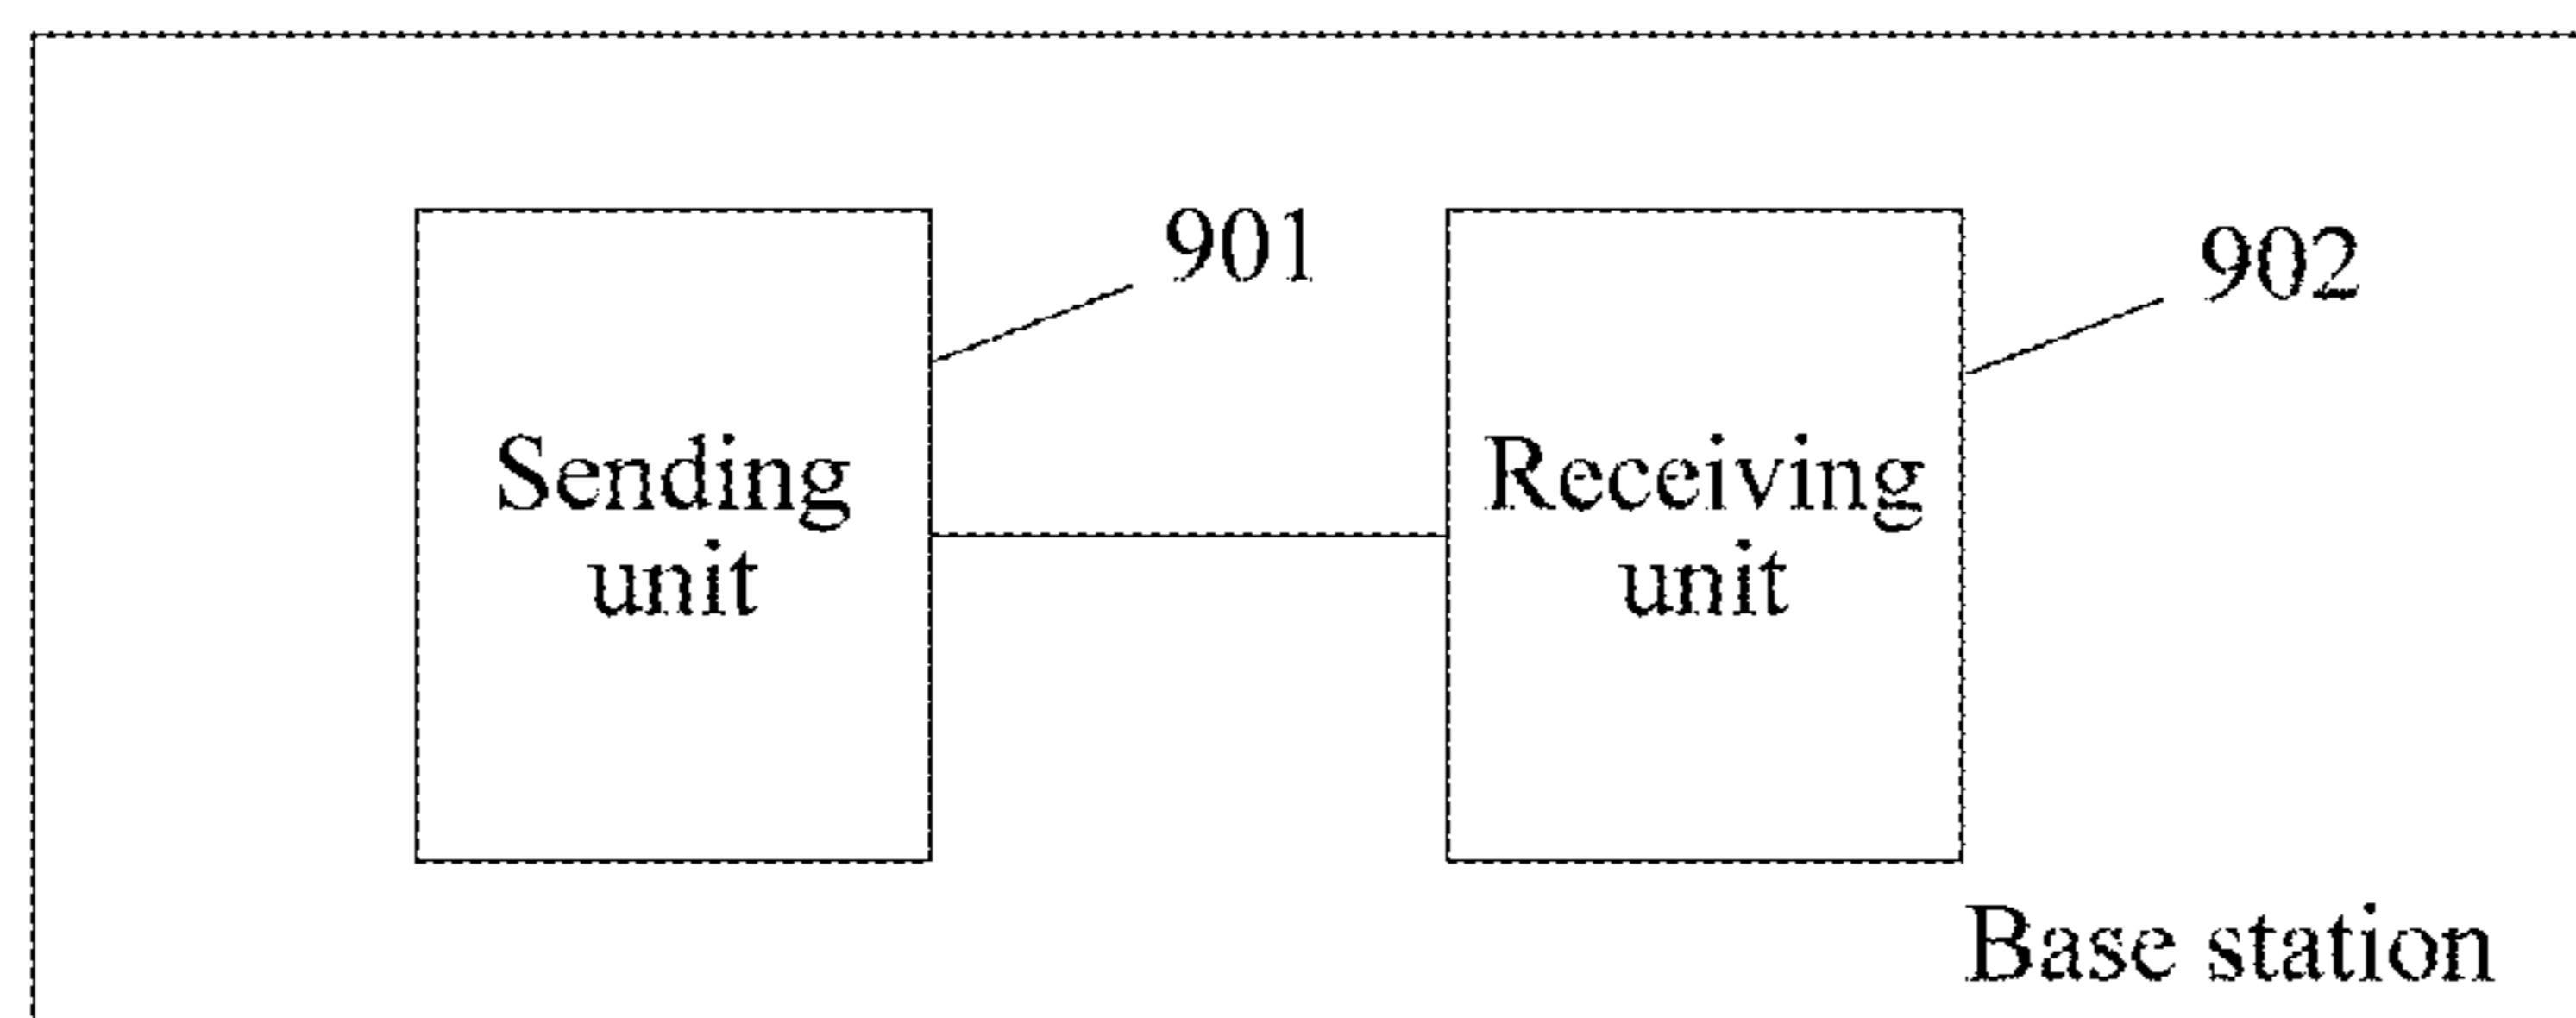 901
902
Sending
unit
Receiving
unit
Base station